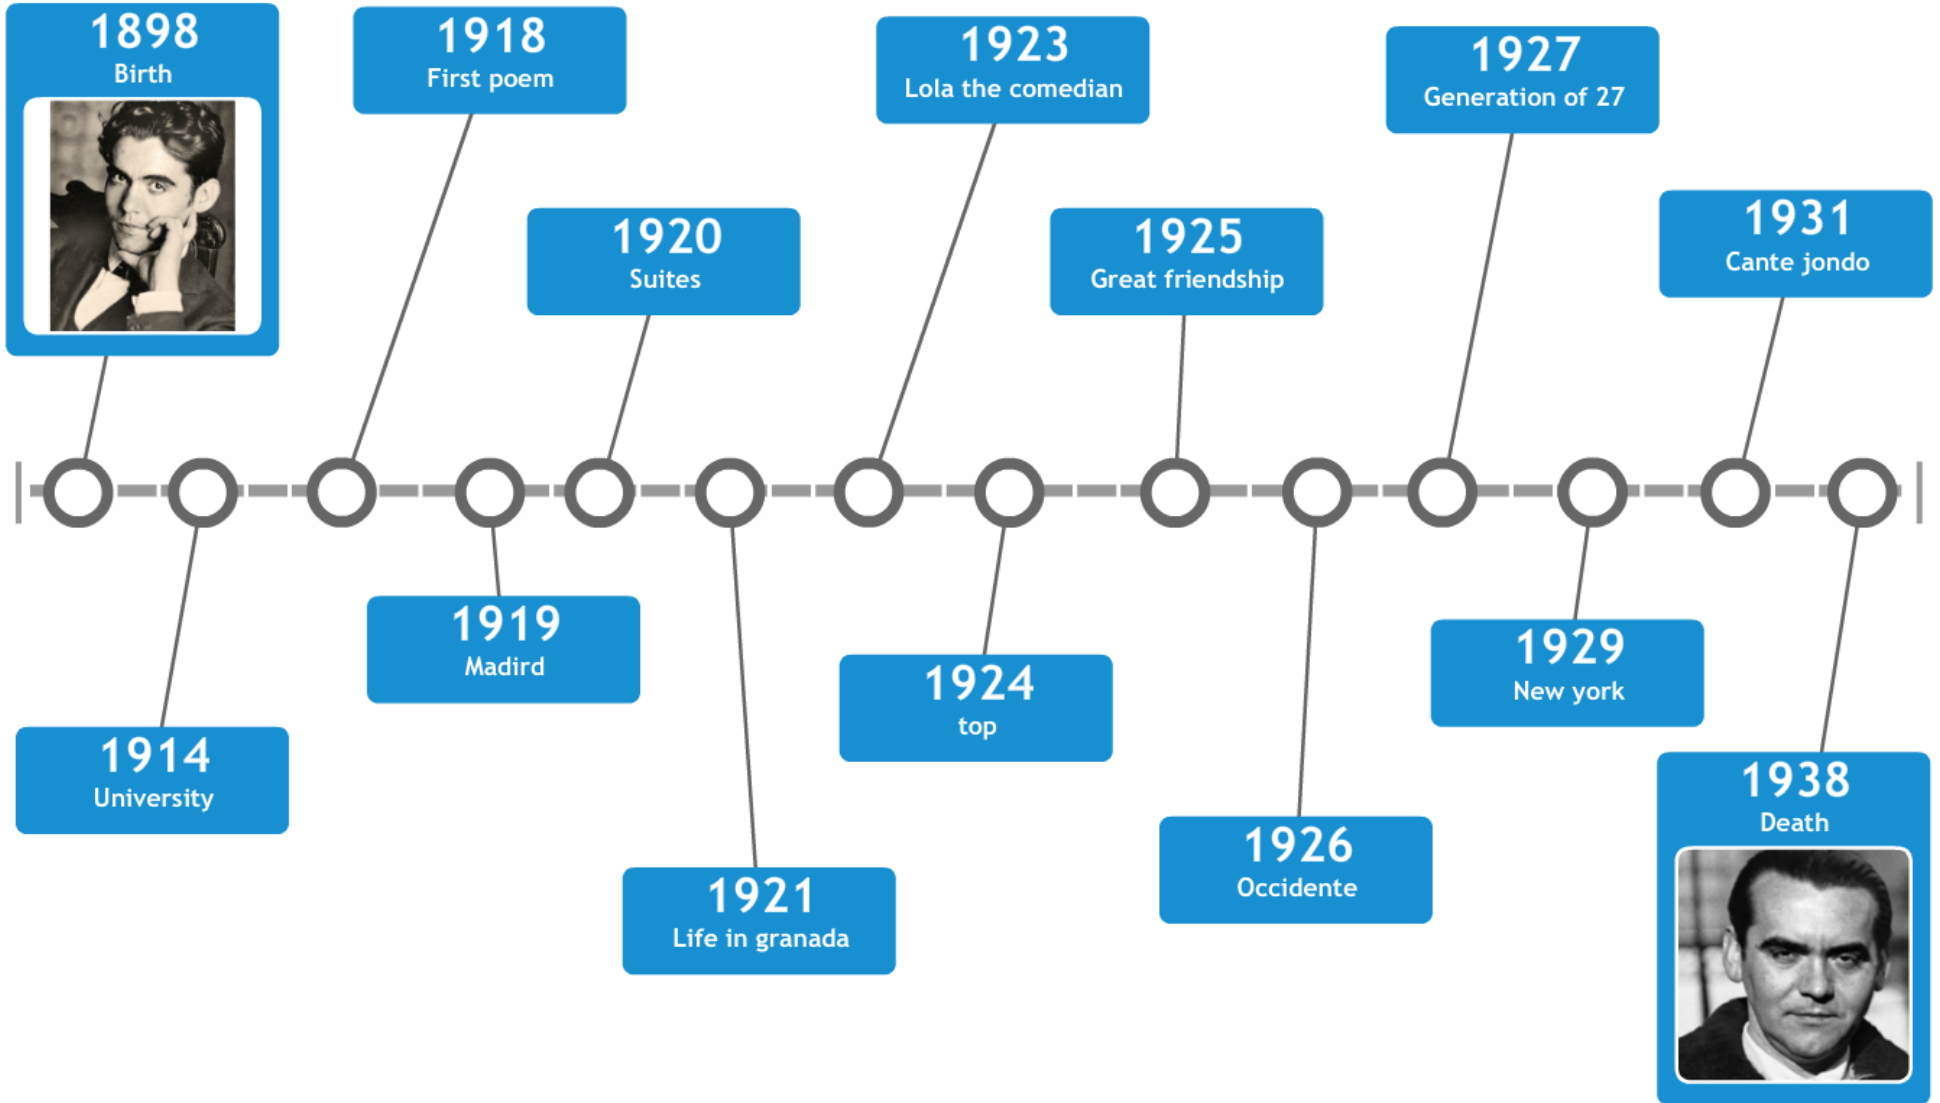 1898
Birth
1918
First poem
1923
Lola the comedian
1927
Generation of 27
1920
Suites
1925
Great friendship
1931
Cante jondo
1919
Madird
1924
top
1929
New york
1914
University
1921
Life in granada
1926
Occidente
1938
Death